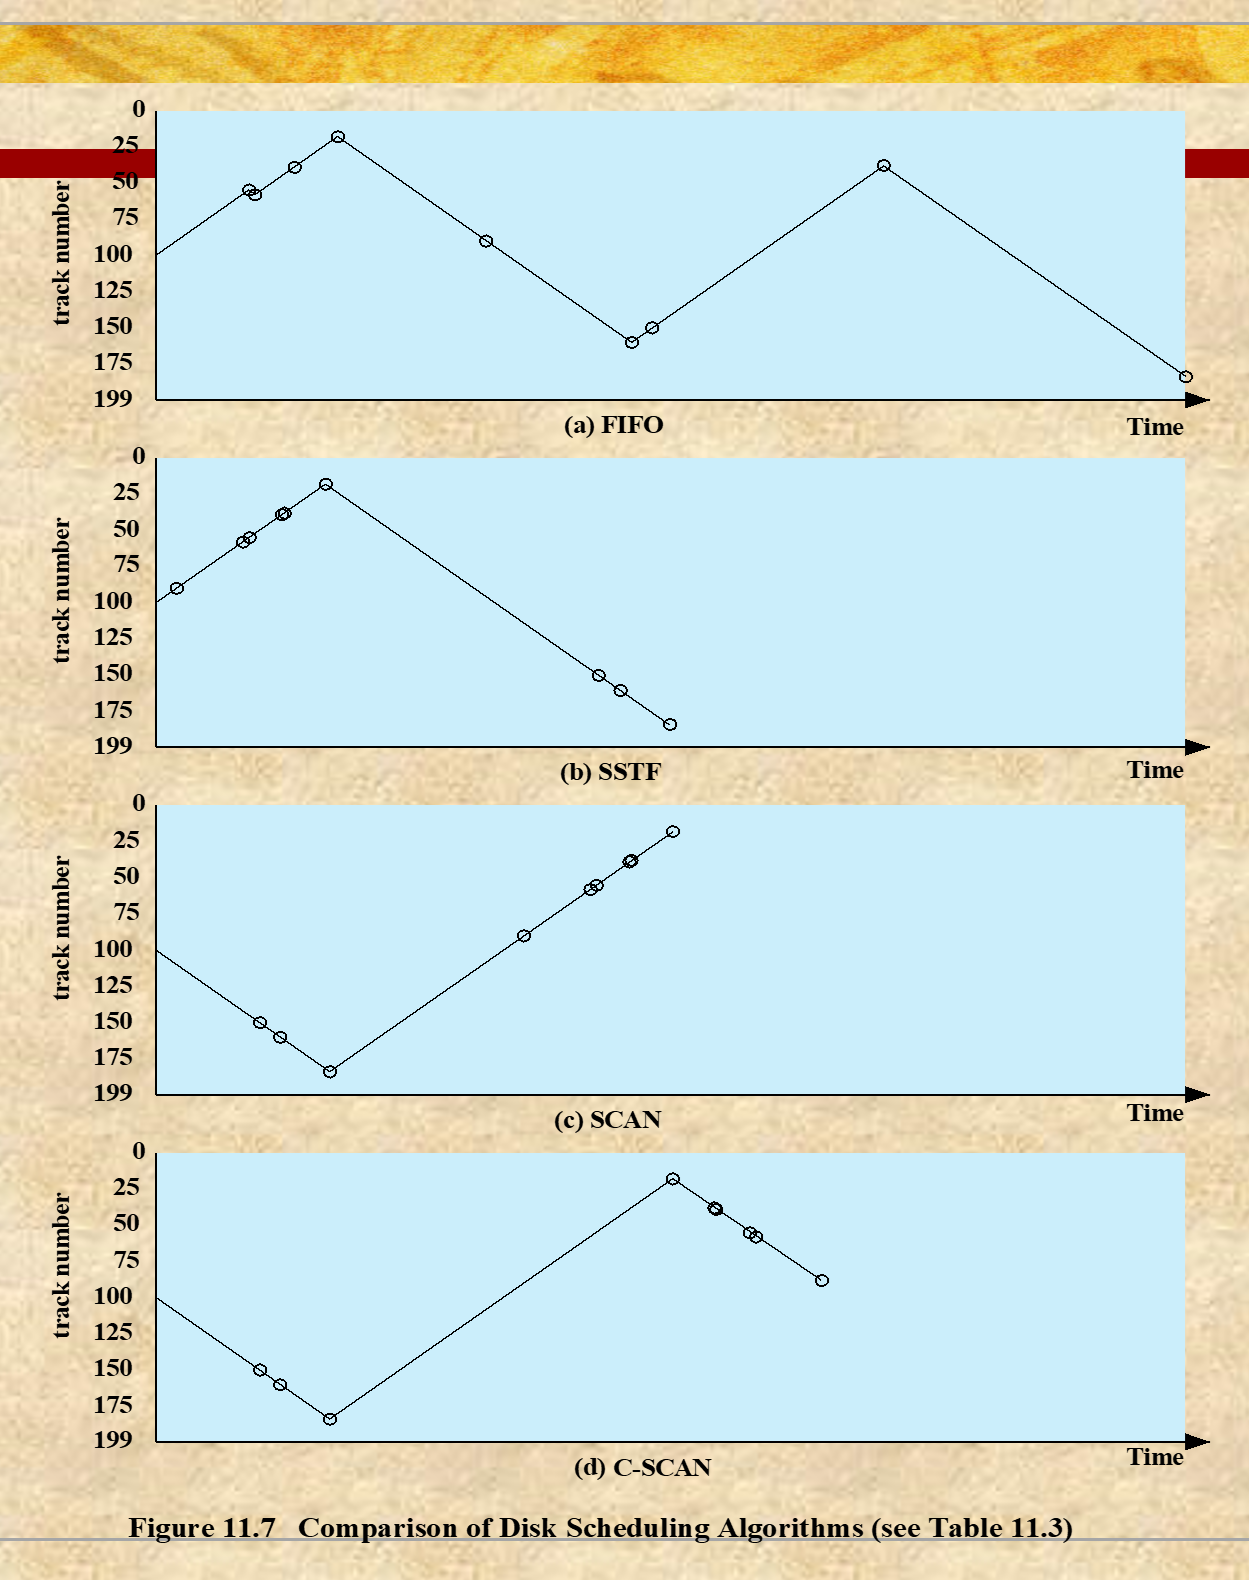 0
25
50
75
100
125
150
175
199
track number
(a) FIFO
Time
0
25
50
75
100
125
150
175
199
track number
(b) SSTF
Time
0
25
50
75
100
125
150
175
199
track number
(c) SCAN
Time
0
25
50
75
100
125
150
175
199
track number
(d) C-SCAN
Time
Figure 11.7 Comparison of Disk Scheduling Algorithms (see Table 11.3)